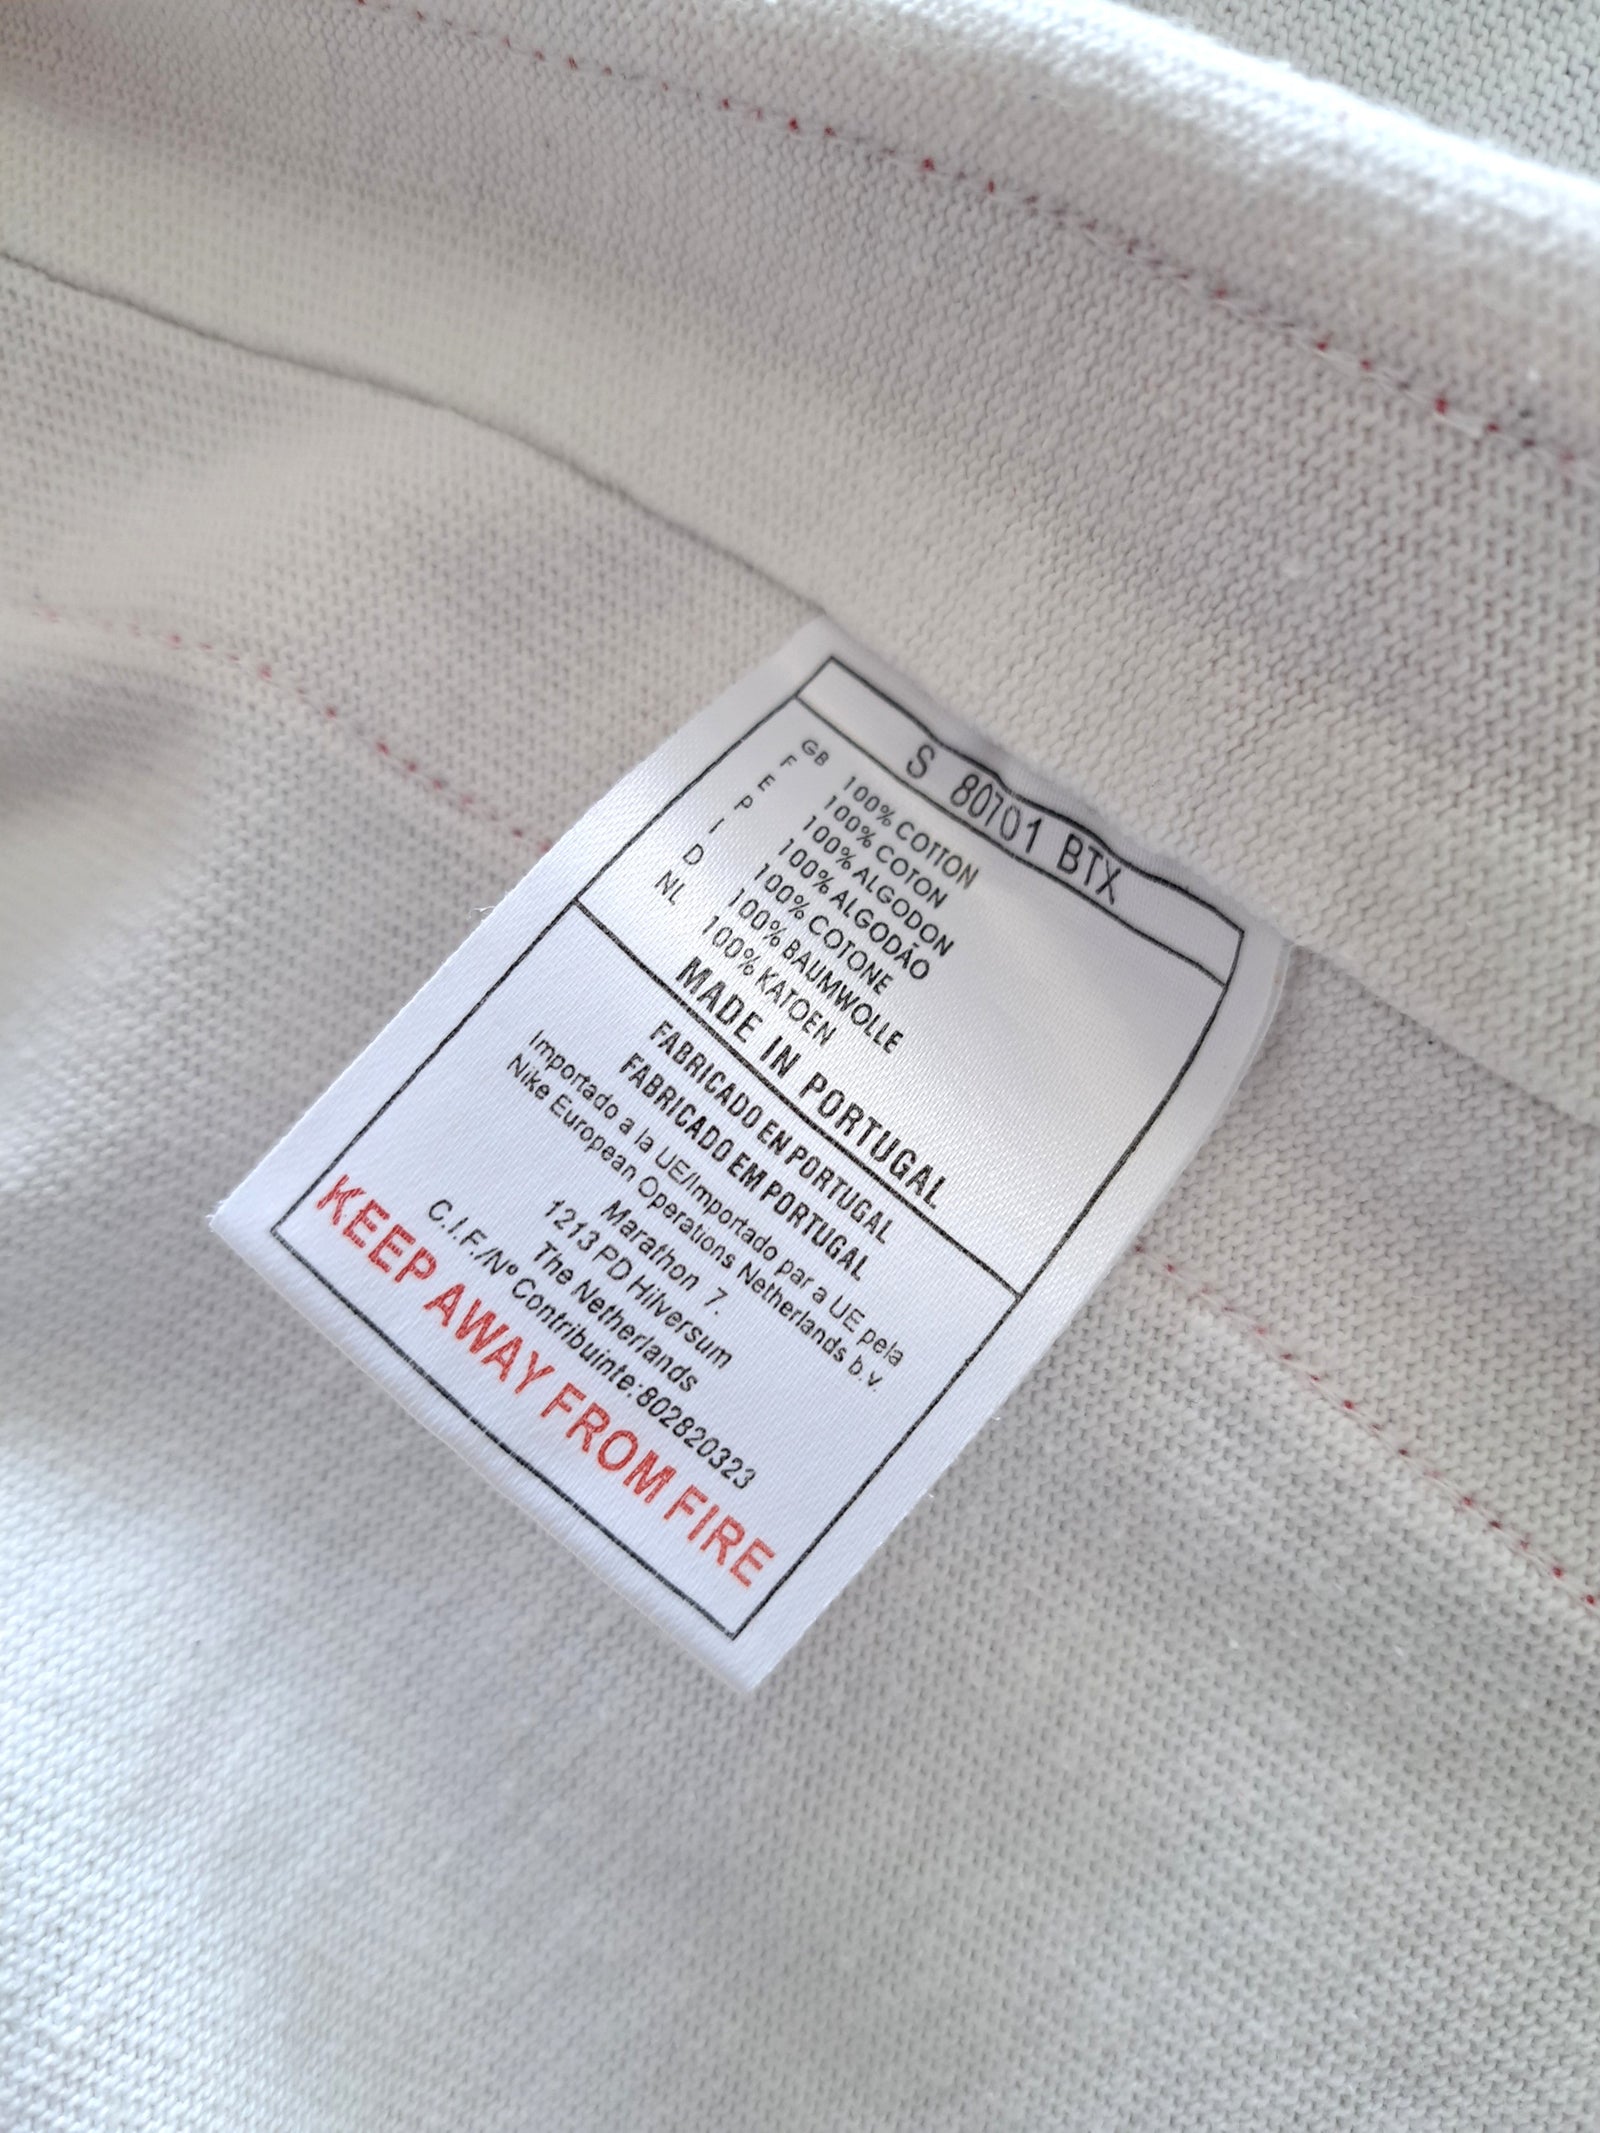 S 80701 BTX
GB 100% COTTON
F 100% COTON
E 100% ALGODON
P 100% ALGODÃO
I 100% COTONE
D 100% BAUMWOLLE
NL 100% KATOEN
MADE IN PORTUGAL
FABRICADO EN PORTUGAL
FABRICADO EM PORTUGAL
Importado a la UE/Importado par a UE pela
Nike European Operations Netherlands b.v.
Marathon 7.
1213 PD Hilversum
The Netherlands
C.I.F./Nº Contribuinte:802820323
KEEP AWAY FROM FIRE